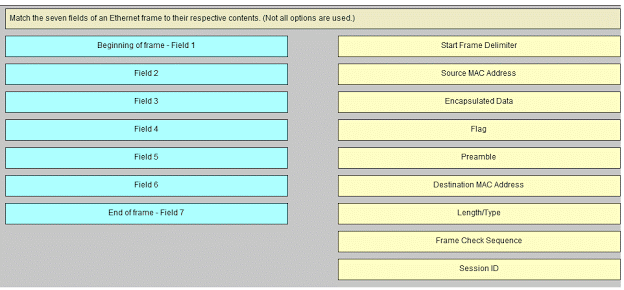 Match the seven fields of an Ethernet frame to their respective contents. (Not all options are used.)
Beginning of frame - Field 1
Field 2
Field 3
Field 4
Field 5
Field 6
End of frame - Field 7
Start Frame Delimiter
Source MAC Address
Encapsulated Data
Flag
Preamble
Destination MAC Address
Length/Type
Frame Check Sequence
Session ID